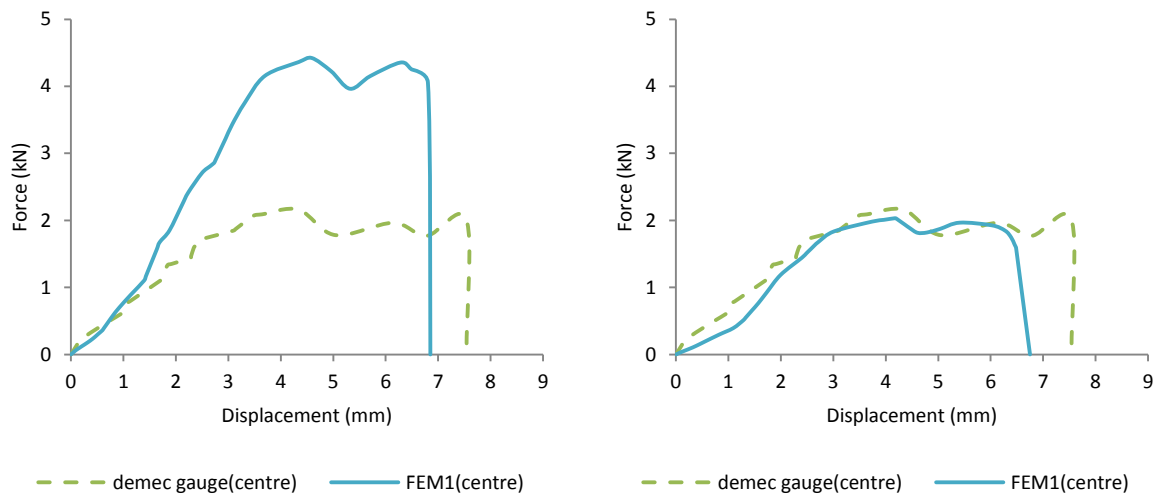 5
4
3
2
1
0
Force (kN)
0 1 2 3 4 5 6 7 8 9
Displacement (mm)
demec gauge(centre) FEM1(centre)
5
4
3
2
1
0
Force (kN)
0 1 2 3 4 5 6 7 8 9
Displacement (mm)
demec gauge(centre) FEM1(centre)